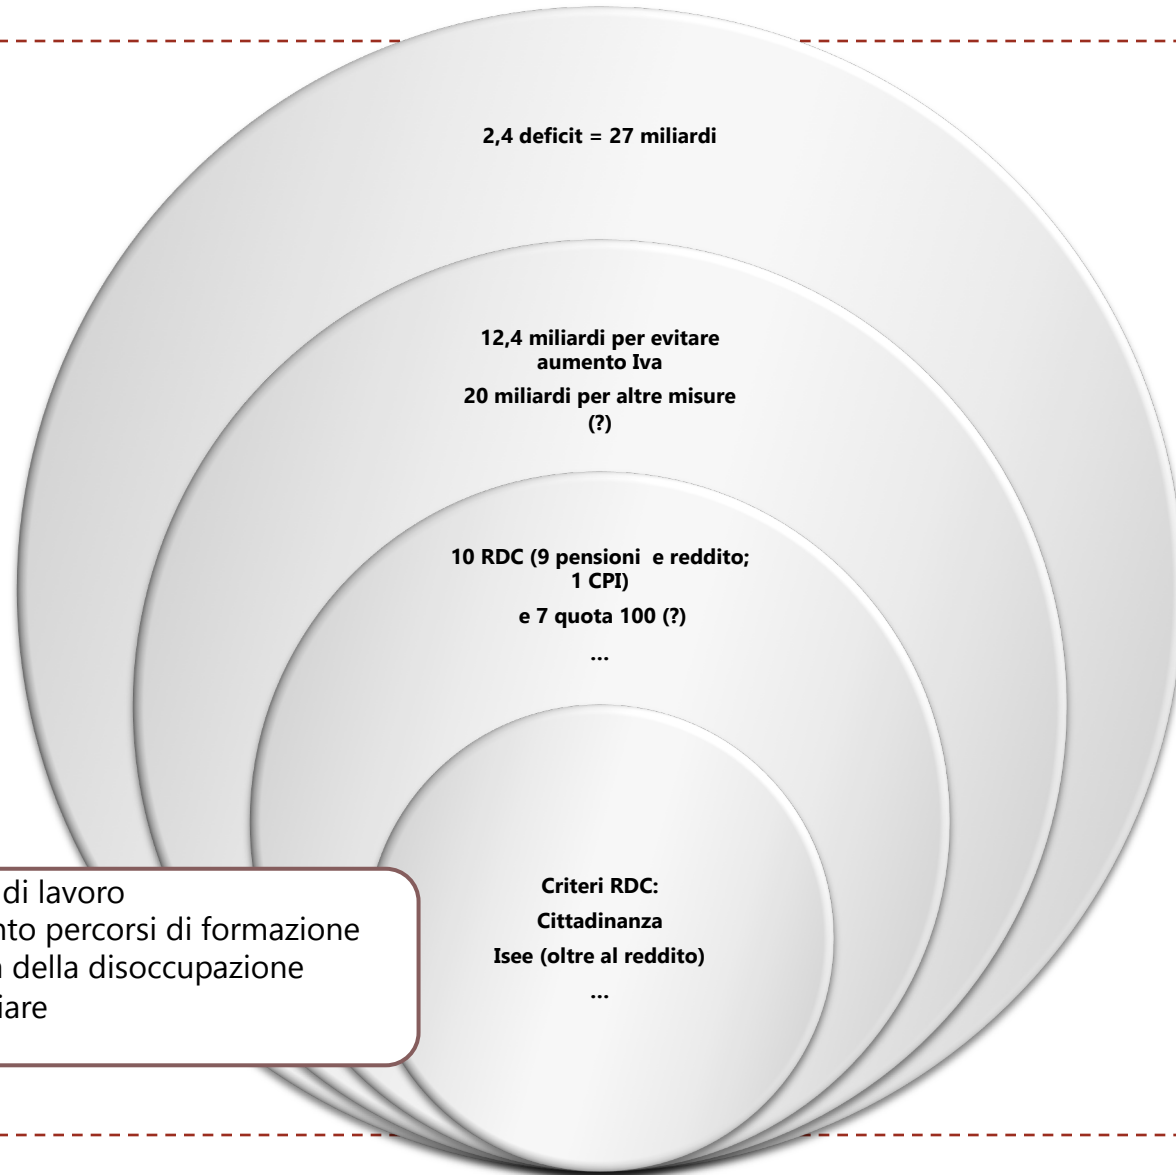 2,4 deficit = 27 miliardi
12,4 miliardi per evitare
aumento Iva
20 miliardi per altre misure
(?)
10 RDC (9 pensioni e reddito;
1 CPI)
e 7 quota 100 (?)
...
Criteri RDC:
Cittadinanza
Isee (oltre al reddito)
...
di lavoro
percorsi di formazione
della disoccupazione